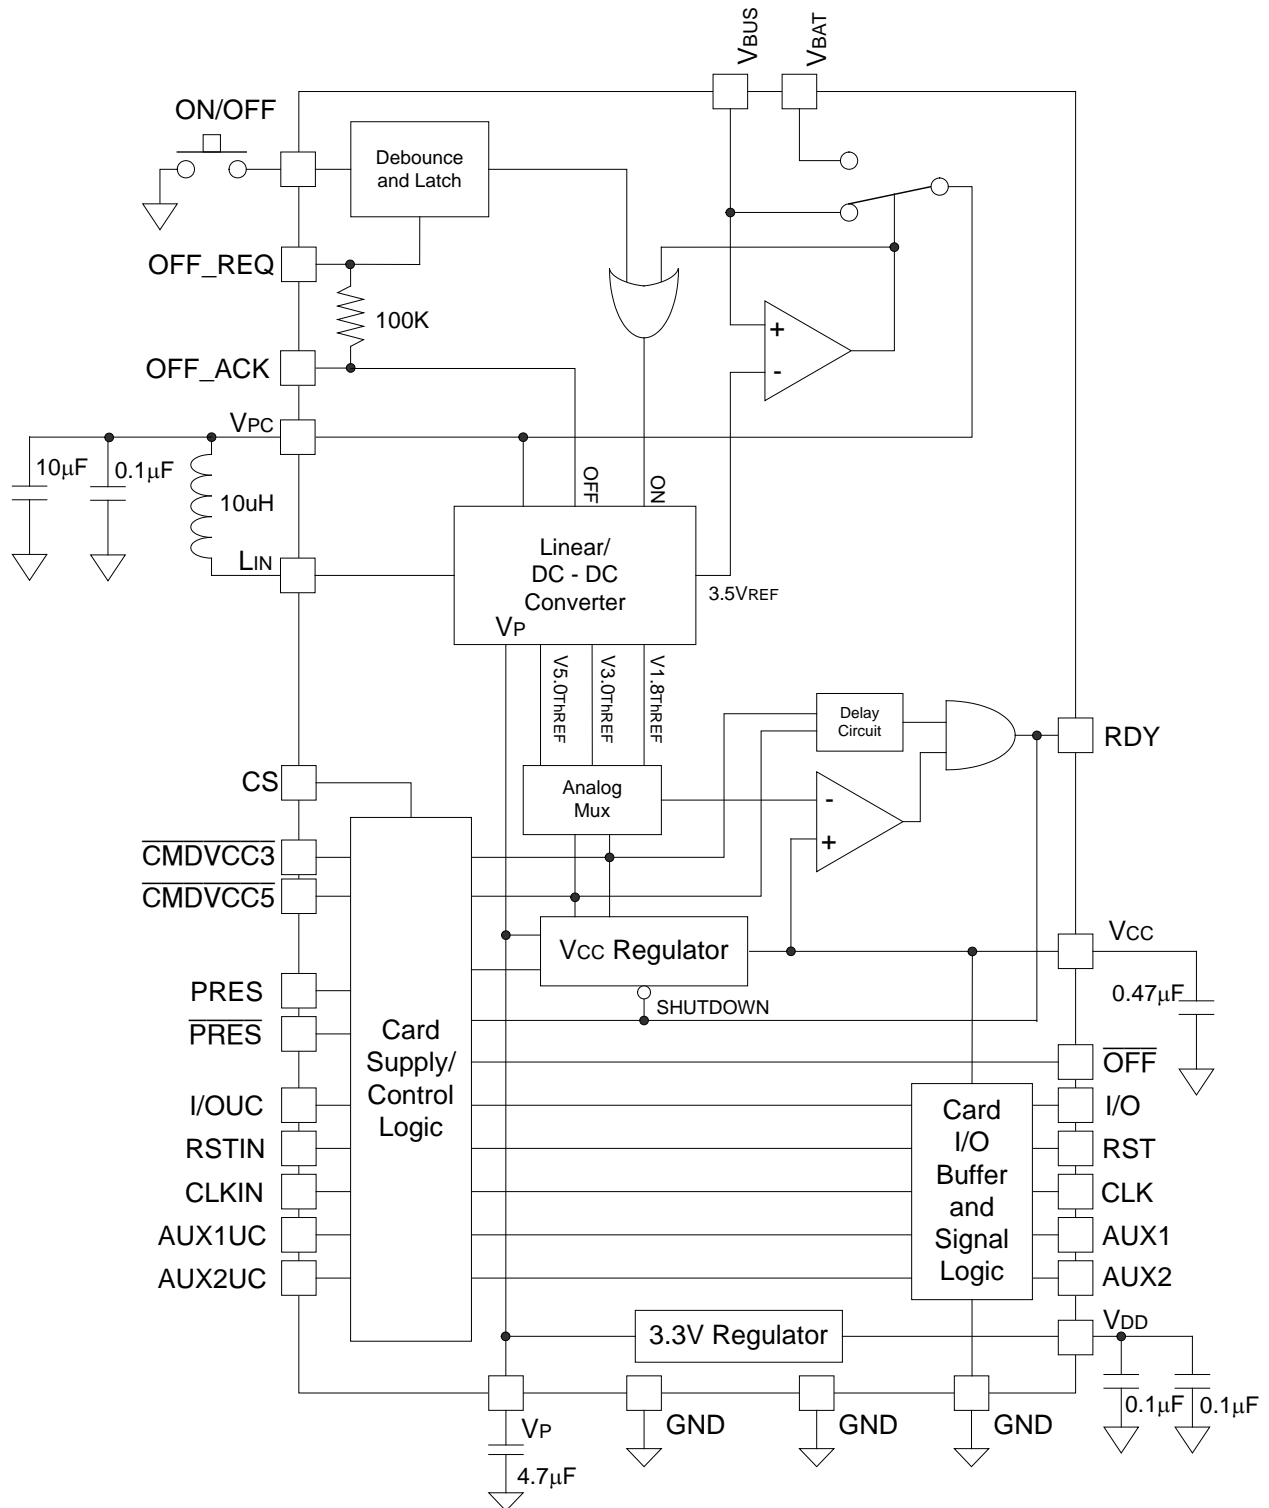 VBUS
VBAT
ON/OFF
Debounce
and Latch
OFF_REQ
100K
+
-
OFF_ACK
VPC
10μF
0.1μF
10uH
OFF
ON
LIN
Linear/
DC - DC
Converter
VP
3.5VREF
V5.0ThREF
V3.0ThREF
V1.8ThREF
Delay
Circuit
RDY
CS
Analog
Mux
-
+
CMDVCC3
CMDVCC5
VCC Regulator
VCC
0.47μF
SHUTDOWN
PRES
PRES
Card
Supply/
Control
Logic
OFF
I/OUC
RSTIN
CLKIN
AUX1UC
AUX2UC
Card
I/O
Buffer
and
Signal
Logic
I/O
RST
CLK
AUX1
AUX2
3.3V Regulator
VDD
0.1μF
0.1μF
VP
4.7μF
GND
GND
GND